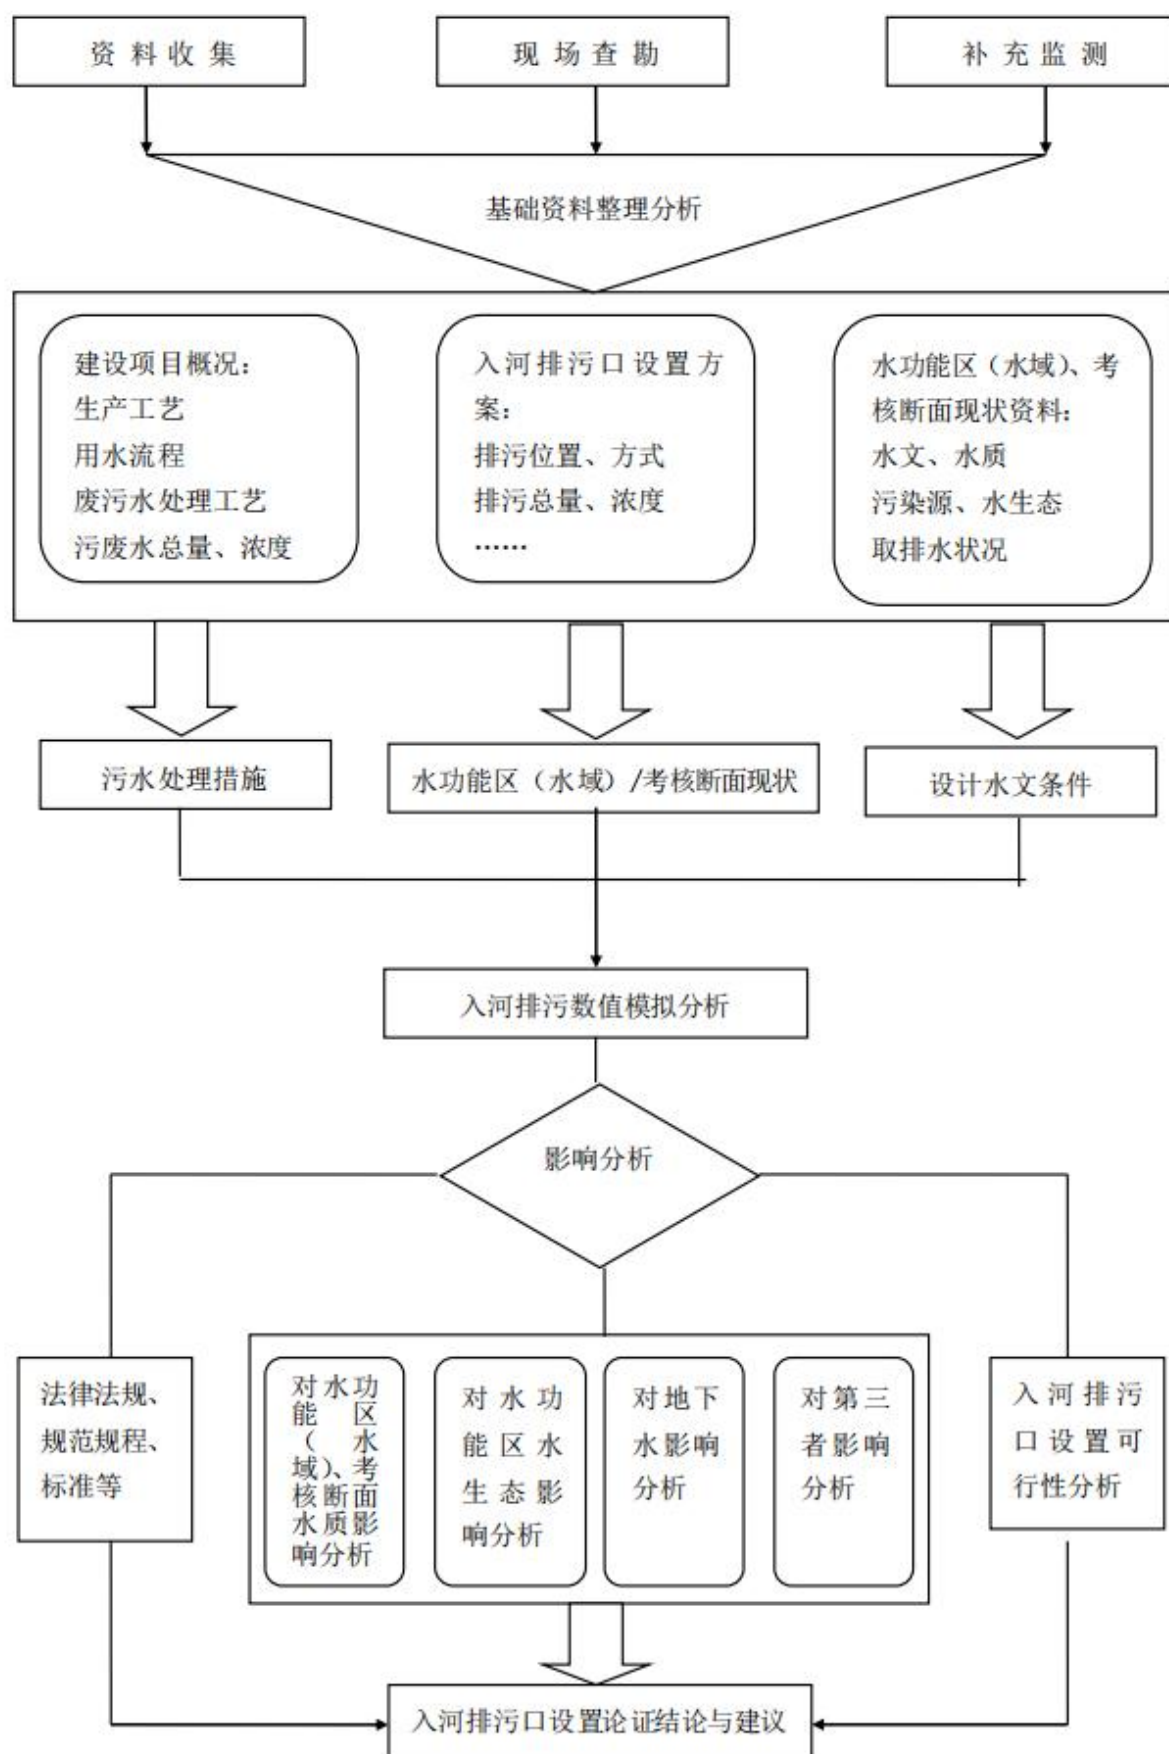 资料收集
现场查勘
补充监测
基础资料整理分析
建设项目概况：
生产工艺
用水流程
废污水处理工艺
污废水总量、浓度
入河排污口设置方
案：
排污位置、方式
排污总量、浓度
……
水功能区（水域）、考
核断面现状资料：
水文、水质
污染源、水生态
取排水状况
污水处理措施
水功能区（水域）/考核断面现状
设计水文条件
入河排污数值模拟分析
影响分析
法律法规、
规范规程、
标准等
对水功
能区
（水
域）、考
核断面
水质影
响分析
对水功
能区水
生态影
响分析
对地下
水影响
分析
对第三
者影响
分析
入河排污
口设置可
行性分析
入河排污口设置论证结论与建议